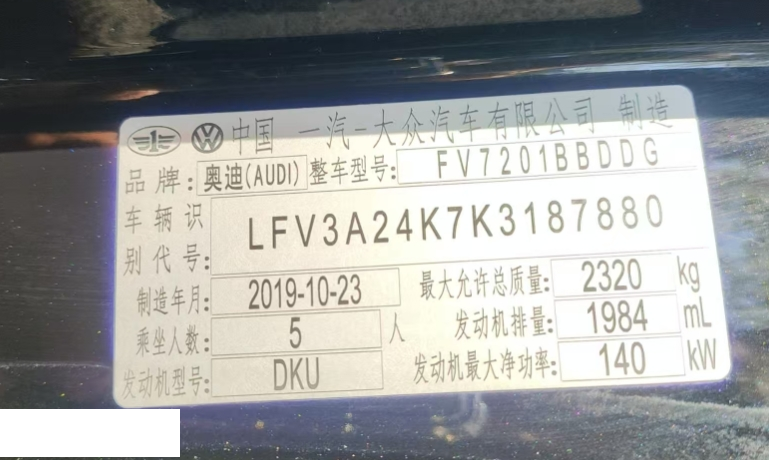 中国 一汽-大众汽车有限公司 制造
品牌: 奥迪(AUDI) 整车型号: FV7201BBDDG
车辆识
别代号: LFV3A24K7K3187880
制造年月: 2019-10-23 最大允许总质量: 2320 kg
乘坐人数: 5 人 发动机排量: 1984 mL
发动机型号: DKU 发动机最大净功率: 140 kW